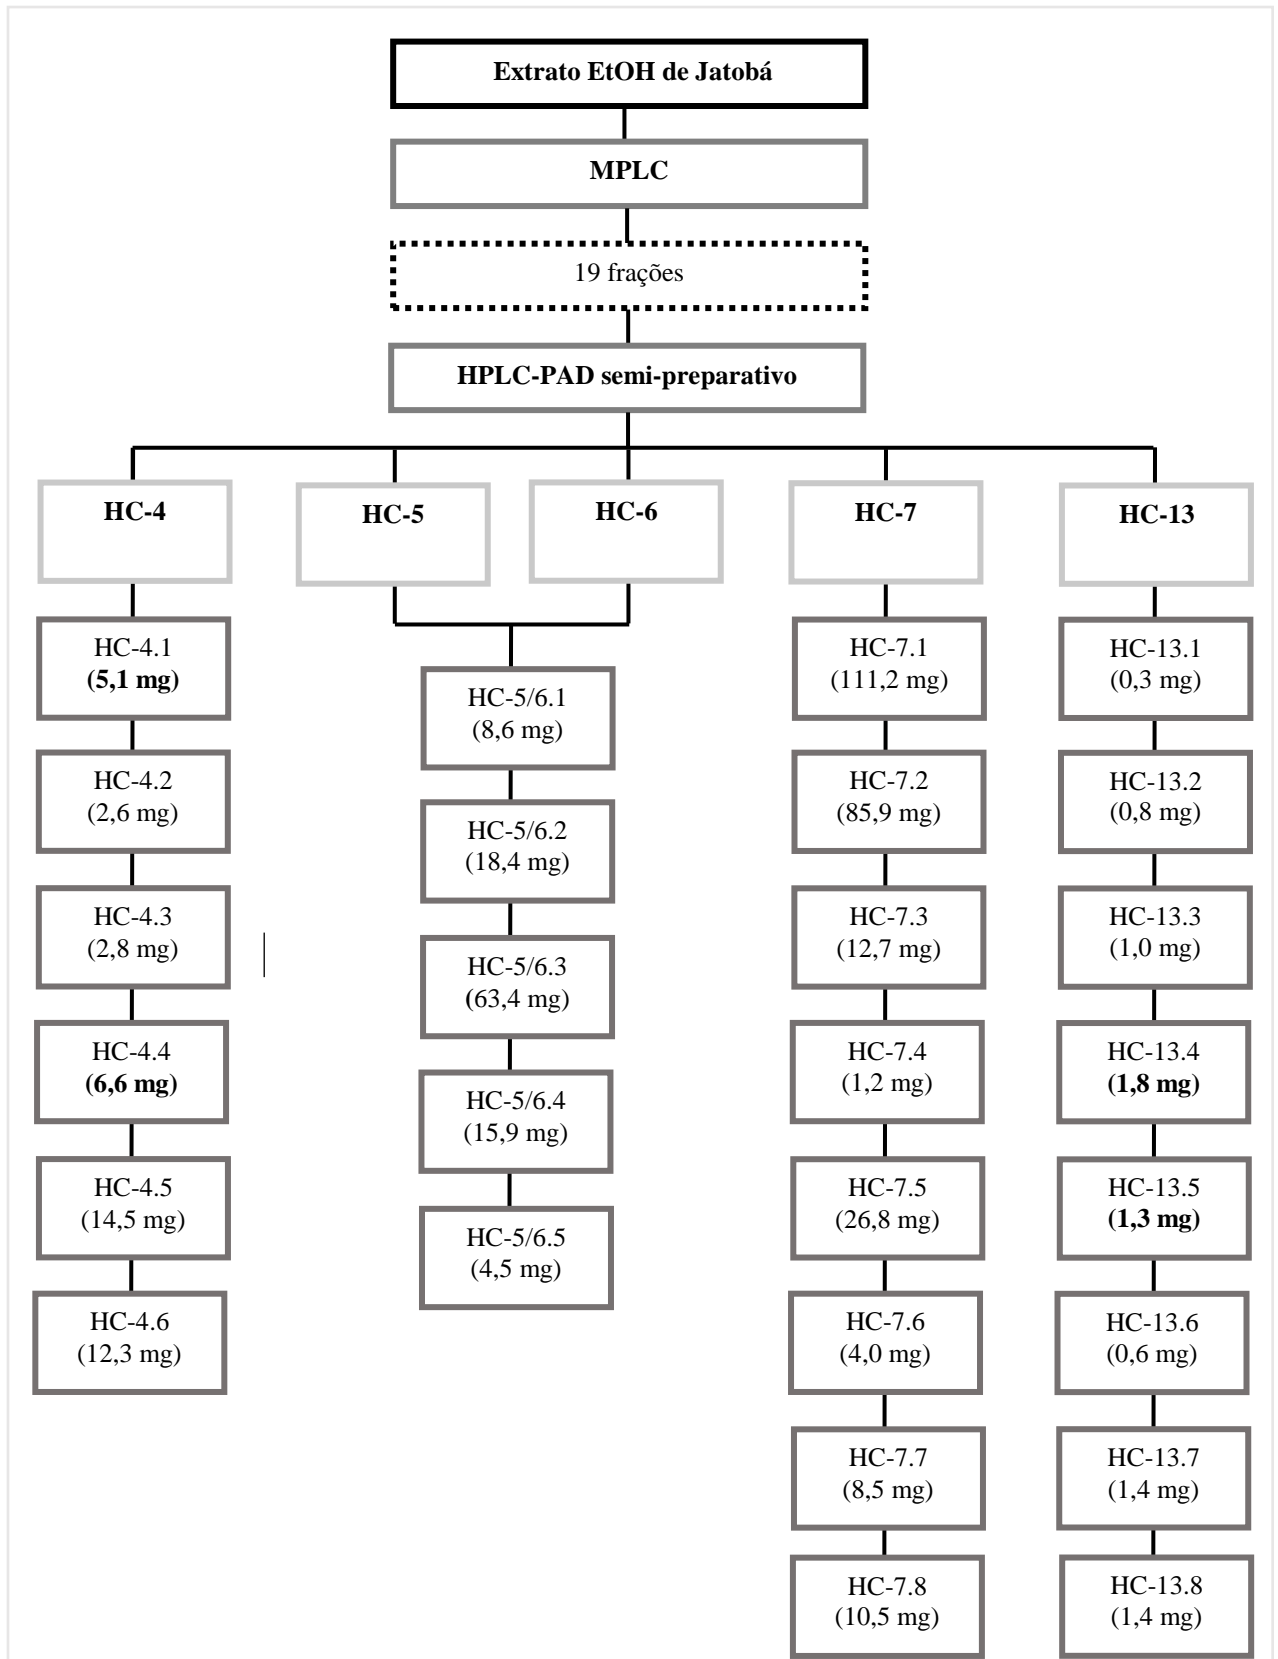 Extrato EtOH de Jatobá
MPLC
19 frações
HPLC-PAD semi-preparativo
HC-4
HC-5
HC-6
HC-7
HC-13
HC-4.1
(5,1 mg)
HC-4.2
(2,6 mg)
HC-4.3
(2,8 mg)
HC-4.4
(6,6 mg)
HC-4.5
(14,5 mg)
HC-4.6
(12,3 mg)
HC-5/6.1
(8,6 mg)
HC-5/6.2
(18,4 mg)
HC-5/6.3
(63,4 mg)
HC-5/6.4
(15,9 mg)
HC-5/6.5
(4,5 mg)
HC-7.1
(111,2 mg)
HC-7.2
(85,9 mg)
HC-7.3
(12,7 mg)
HC-7.4
(1,2 mg)
HC-7.5
(26,8 mg)
HC-7.6
(4,0 mg)
HC-7.7
(8,5 mg)
HC-7.8
(10,5 mg)
HC-13.1
(0,3 mg)
HC-13.2
(0,8 mg)
HC-13.3
(1,0 mg)
HC-13.4
(1,8 mg)
HC-13.5
(1,3 mg)
HC-13.6
(0,6 mg)
HC-13.7
(1,4 mg)
HC-13.8
(1,4 mg)